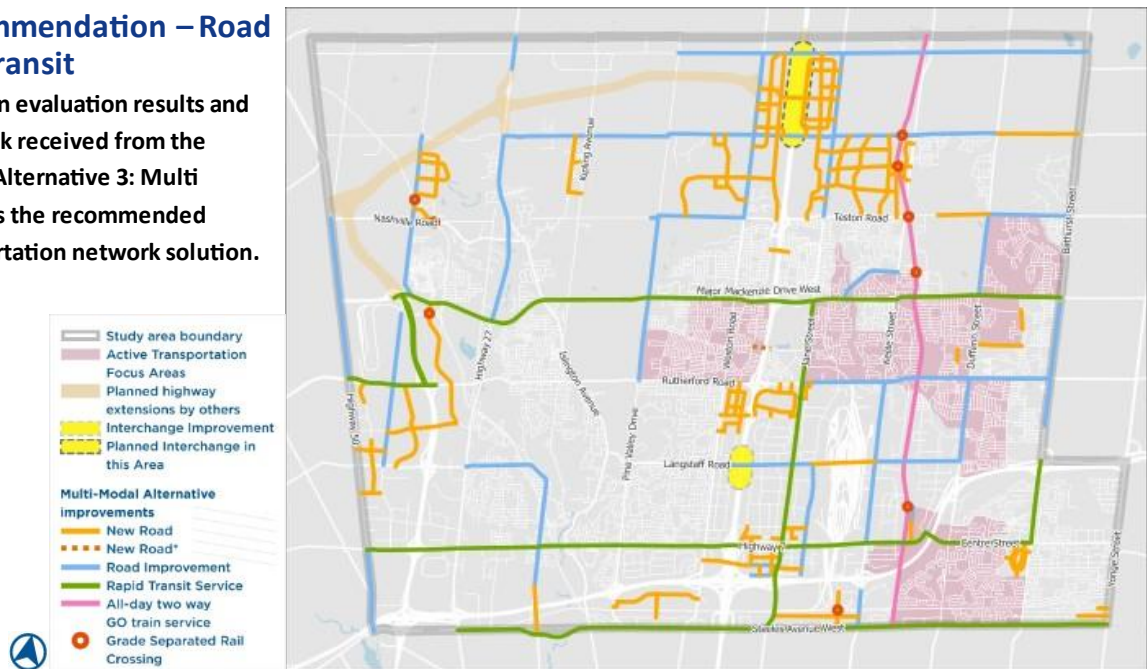 mmendation – Road
ransit
n evaluation results and
k received from the
Alternative 3: Multi
s the recommended
rtation network solution.
Study area boundary
Active Transportation
Focus Areas
Planned highway
extensions by others
Interchange Improvement
Planned Interchange in
this Area
Multi-Modal Alternative
improvements
New Road
New Road*
Road Improvement
Rapid Transit Service
All-day two way
GO train service
Grade Separated Rail
Crossing
Kipling Avenue
Nashville Road
Teston Road
Bathurst Street
Major Mackenzie Drive West
Highway 27
Islington Avenue
Weston Road
Jane Street
Keele Street
Dufferin Street
Rutherford Road
Highway 50
Pine Valley Drive
Langstaff Road
Highway 7
Centre Street
Yonge Street
Steeles Avenue West